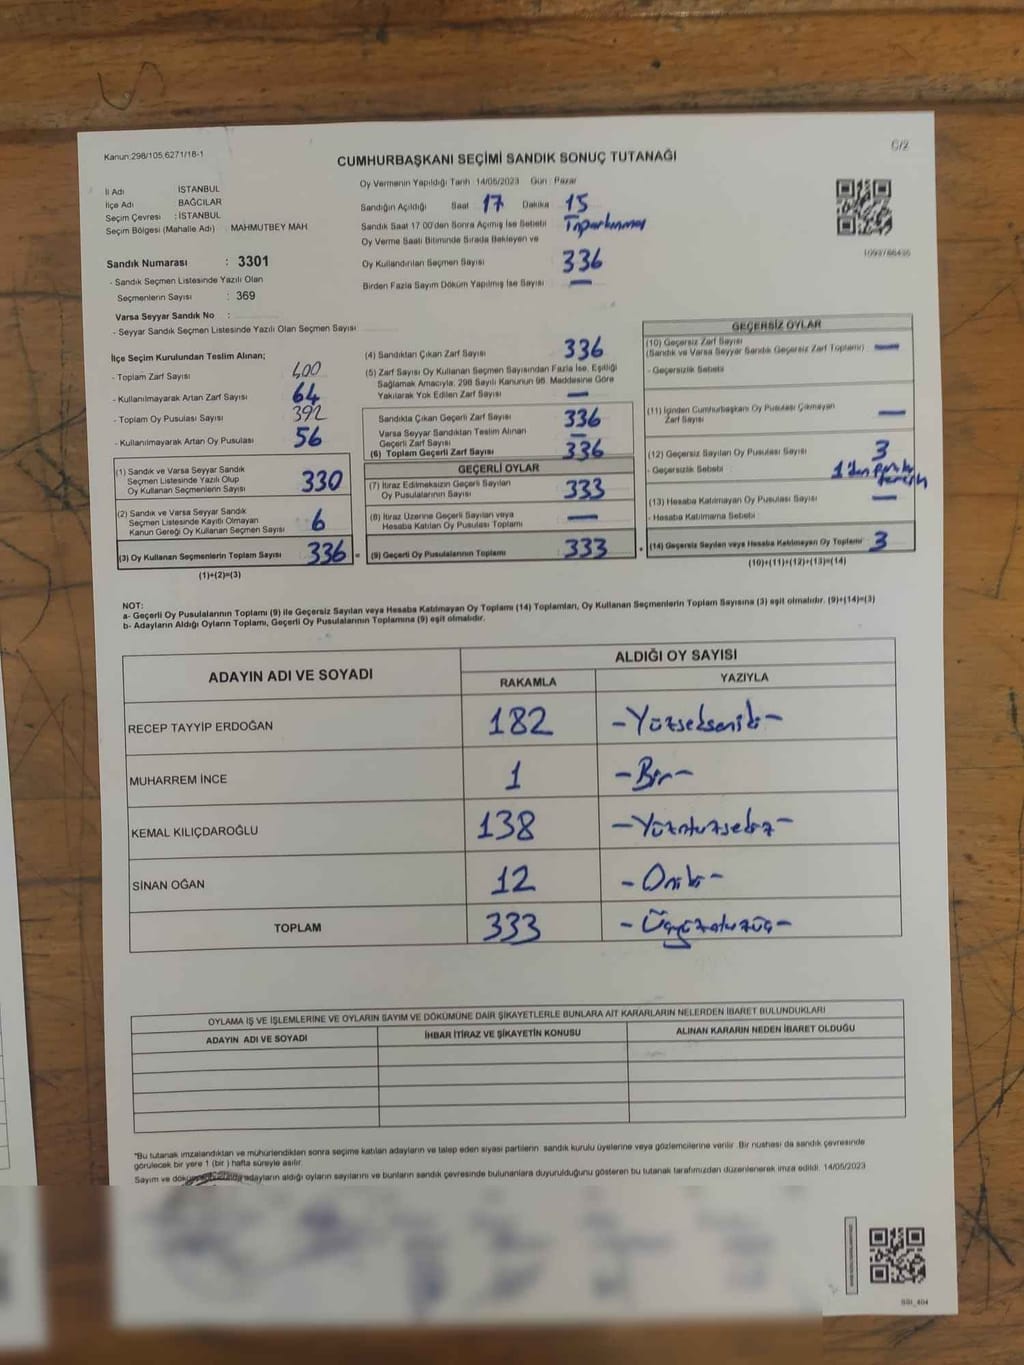 Kanun:298/105,6271/18-1
C/2
CUMHURBAŞKANI SEÇİMİ SANDIK SONUÇ TUTANAĞI
İl Adı İSTANBUL
İlçe Adı BAĞCILAR
Seçim Çevresi : İSTANBUL
Seçim Bölgesi (Mahalle Adı) . MAHMUTBEY MAH.
Sandık Numarası : 3301
- Sandık Seçmen Listesinde Yazılı Olan
Seçmenlerin Sayısı : 369
Varsa Seyyar Sandık No :
- Seyyar Sandık Seçmen Listesinde Yazılı Olan Seçmen Sayısı
Oy Vermenin Yapıldığı Tarih 14/05/2023 Gün : Pazar
Sandığın Açıldığı Saat 17 Dakika 15
Sandık Saat 17.00'den Sonra Açılmış İse Sebebi
Oy Verme Saati Bitiminde Sırada Bekleyen ve
Oy Kullandırılan Seçmen Sayısı 336
Birden Fazla Sayım Döküm Yapılmış İse Sayısı —
1093766436
İlçe Seçim Kurulundan Teslim Alınan;
- Toplam Zarf Sayısı 400
- Kullanılmayarak Artan Zarf Sayısı 64
- Toplam Oy Pusulası Sayısı 392
- Kullanılmayarak Artan Oy Pusulası 56
(1) Sandık ve Varsa Seyyar Sandık
Seçmen Listesinde Yazılı Olup
Oy Kullanan Seçmenlerin Sayısı 330
(2) Sandık ve Varsa Seyyar Sandık
Seçmen Listesinde Kayıtlı Olmayan
Kanun Gereği Oy Kullanan Seçmen Sayısı 6
(3) Oy Kullanan Seçmenlerin Toplam Sayısı 336
(1)+(2)=(3)
(4) Sandıktan Çıkan Zarf Sayısı 336
(5) Zarf Sayısı Oy Kullanan Seçmen Sayısından Fazla İse, Eşitliği
Sağlamak Amacıyla, 298 Sayılı Kanunun 98. Maddesine Göre
Yakılarak Yok Edilen Zarf Sayısı —
Sandıkta Çıkan Geçerli Zarf Sayısı 336
Varsa Seyyar Sandıktan Teslim Alınan
Geçerli Zarf Sayısı —
(6) Toplam Geçerli Zarf Sayısı 336
GEÇERLİ OYLAR
(7) İtiraz Edilmeksizin Geçerli Sayılan
Oy Pusulalarının Sayısı 333
(8) İtiraz Üzerine Geçerli Sayılan veya
Hesaba Katılan Oy Pusulası Toplamı —
(9) Geçerli Oy Pusulalarının Toplamı 333
GEÇERSİZ OYLAR
(10) Geçersiz Zarf Sayısı
(Sandık ve Varsa Seyyar Sandık Geçersiz Zarf Toplamı) —
- Geçersizlik Sebebi
(11) İçinden Cumhurbaşkanı Oy Pusulası Çıkmayan
Zarf Sayısı —
(12) Geçersiz Sayılan Oy Pusulası Sayısı 3
- Geçersizlik Sebebi 1'den
(13) Hesaba Katılmayan Oy Pusulası Sayısı —
- Hesaba Katılmama Sebebi
(14) Geçersiz Sayılan veya Hesaba Katılmayan Oy Toplamı 3
(10)+(11)+(12)+(13)=(14)
NOT:
a- Geçerli Oy Pusulalarının Toplamı (9) ile Geçersiz Sayılan veya Hesaba Katılmayan Oy Toplamı (14) Toplamları, Oy Kullanan Seçmenlerin Toplam Sayısına (3) eşit olmalıdır. (9)+(14)=(3)
b- Adayların Aldığı Oyların Toplamı, Geçerli Oy Pusulalarının Toplamına (9) eşit olmalıdır.
ADAYIN ADI VE SOYADI ALDIĞI OY SAYISI
RAKAMLA YAZIYLA
RECEP TAYYİP ERDOĞAN 182 -Yüzsekseniki-
MUHARREM İNCE 1 -Bir-
KEMAL KILIÇDAROĞLU 138 -Yüzotuzsekiz-
SİNAN OĞAN 12 -Oniki-
TOPLAM 333 -Üçyüzotuzüç-
OYLAMA İŞ VE İŞLEMLERİNE VE OYLARIN SAYIM VE DÖKÜMÜNE DAİR ŞİKAYETLERLE BUNLARA AİT KARARLARIN NELERDEN İBARET BULUNDUKLARI
ADAYIN ADI VE SOYADI İHBAR İTİRAZ VE ŞİKAYETİN KONUSU ALINAN KARARIN NEDEN İBARET OLDUĞU
"Bu tutanak imzalandıktan ve mühürlendikten sonra seçime katılan adayların ve talep eden siyasi partilerin sandık kurulu üyelerine veya gözlemcilerine verilir. Bir nüshası da sandık çevresinde
görülecek bir yere 1 (bir ) hafta süreyle asılır.
Sayım ve döküm adayların aldığı oyların sayılarını ve bunların sandık çevresinde bulunanlara duyurulduğunu gösteren bu tutanak tarafımızdan düzenlenerek imza edildi. 14/05/2023